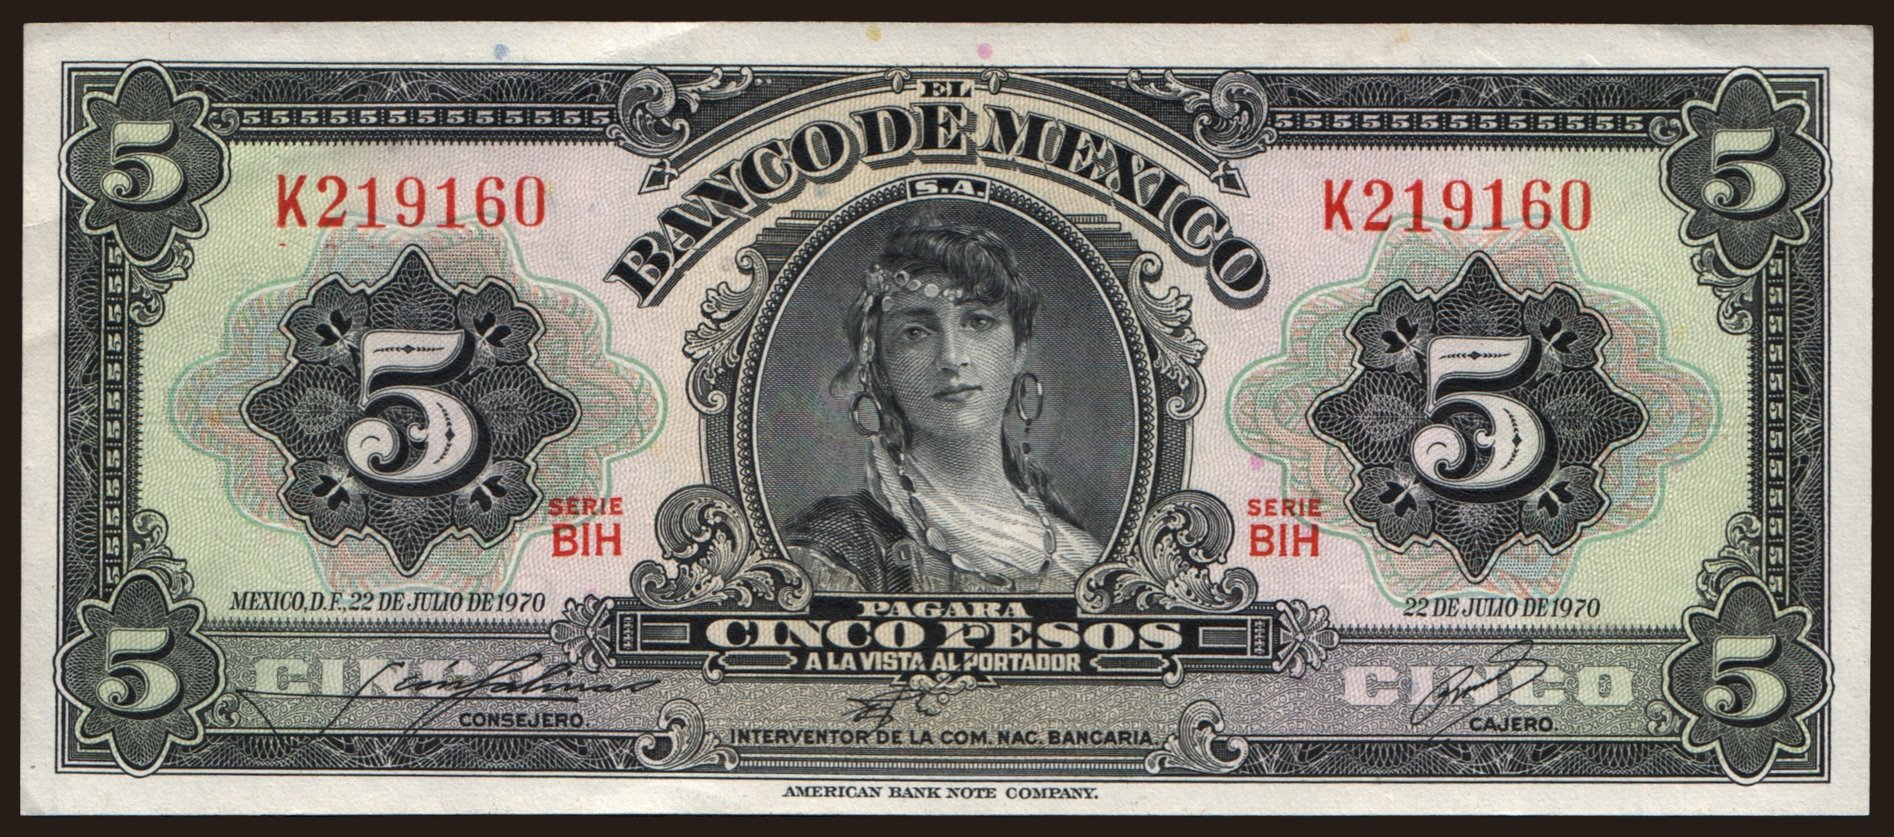 EL
BANCO DE MEXICO
S.A.
5 5
K219160 K219160
5 5
SERIE SERIE
BIH BIH
MEXICO, D.F., 22 DE JULIO DE 1970 22 DE JULIO DE 1970
PAGARA
CINCO PESOS
A LA VISTA AL PORTADOR
5 CINCO CINCO 5
CONSEJERO. CAJERO.
INTERVENTOR DE LA COM. NAC. BANCARIA.
AMERICAN BANK NOTE COMPANY.